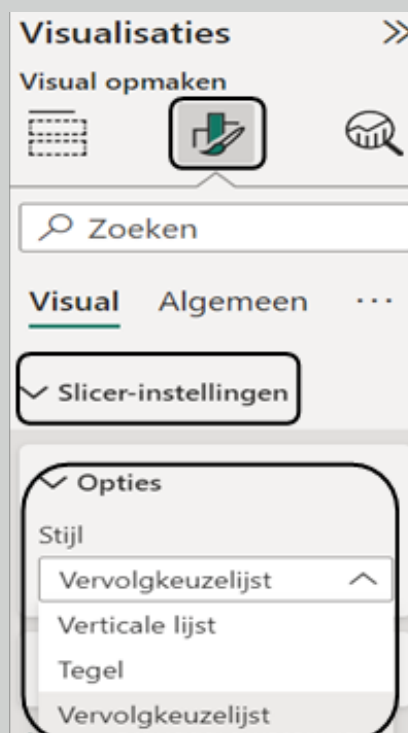 Visualisaties
Visual opmaken
Zoeken
Visual Algemeen ...
Slicer-instellingen
Opties
Stijl
Vervolgkeuzelijst
Verticale lijst
Tegel
Vervolgkeuzelijst